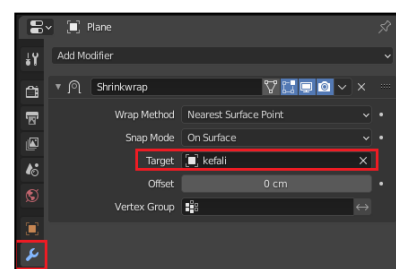 Plane
Add Modifier
Shrinkwrap
Wrap Method Nearest Surface Point
Snap Mode On Surface
Target kefali
Offset 0 cm
Vertex Group